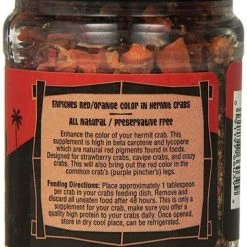 Enriches Red/Orange Color in Hermit Crabs
All Natural / Preservative Free
Enhance the color of your hermit crab. This
supplement is high in beta carotene and lycopene
which are natural red pigments found in foods.
Designed for strawberry crabs, caviar crabs, and crazy
crabs. This will also bring out the red color in the
common crab's (purple pincher's) legs.
Feeding Directions: Place approximately 1 tablespoon
per crab in your crabs feeding dish. Remove and
discard all uneaten food after 48 hours. This is only a
supplement for your crab, make sure you offer a
quality high protein in your crabs daily diet. Once opened,
store in dry cool place, can be refrigerated.